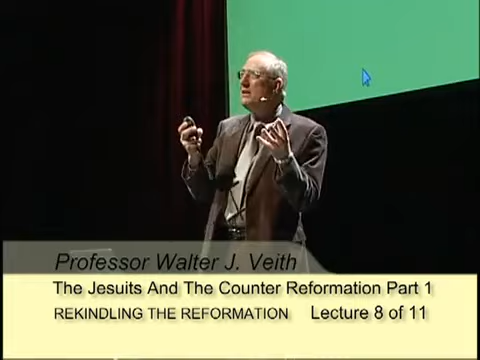 Professor Walter J. Veith
The Jesuits And The Counter Reformation Part 1
REKINDLING THE REFORMATION Lecture 8 of 11